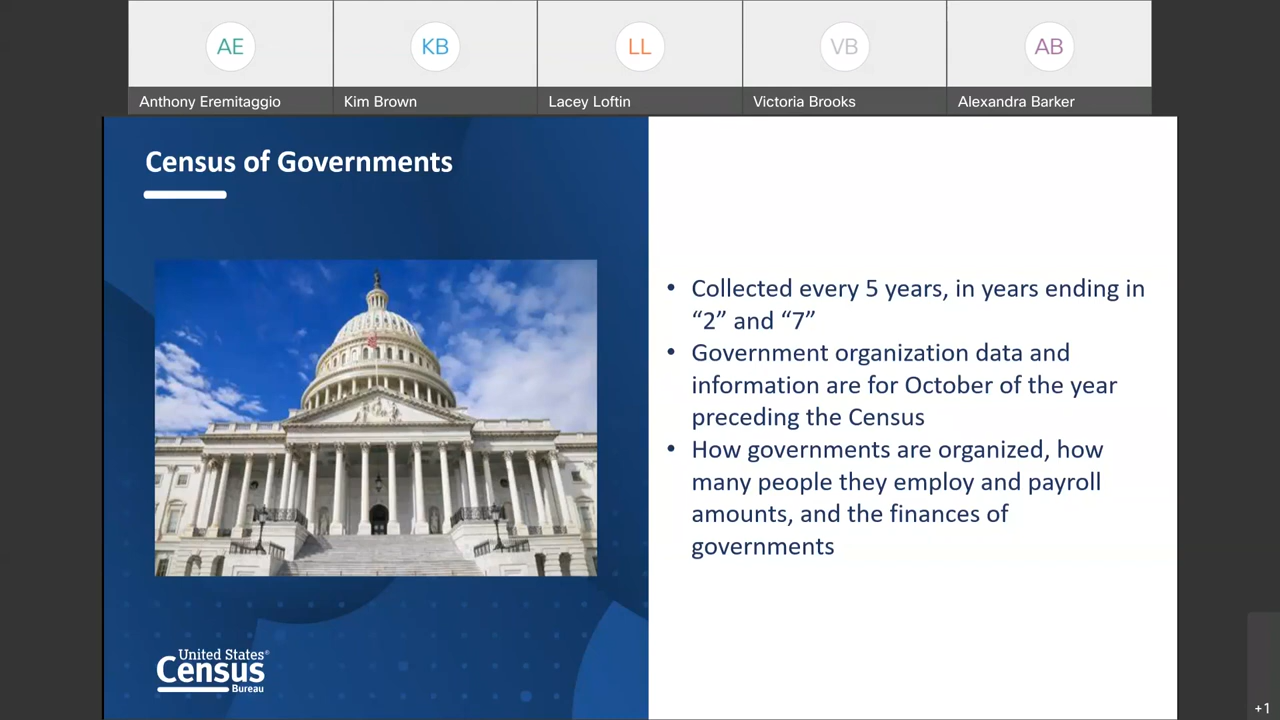 AE
KB
LL
VB
AB
Anthony Eremitaggio
Kim Brown
Lacey Loftin
Victoria Brooks
Alexandra Barker
Census of Governments
• Collected every 5 years, in years ending in
“2” and “7”
• Government organization data and
information are for October of the year
preceding the Census
• How governments are organized, how
many people they employ and payroll
amounts, and the finances of
governments
United States®
Census
Bureau
+1